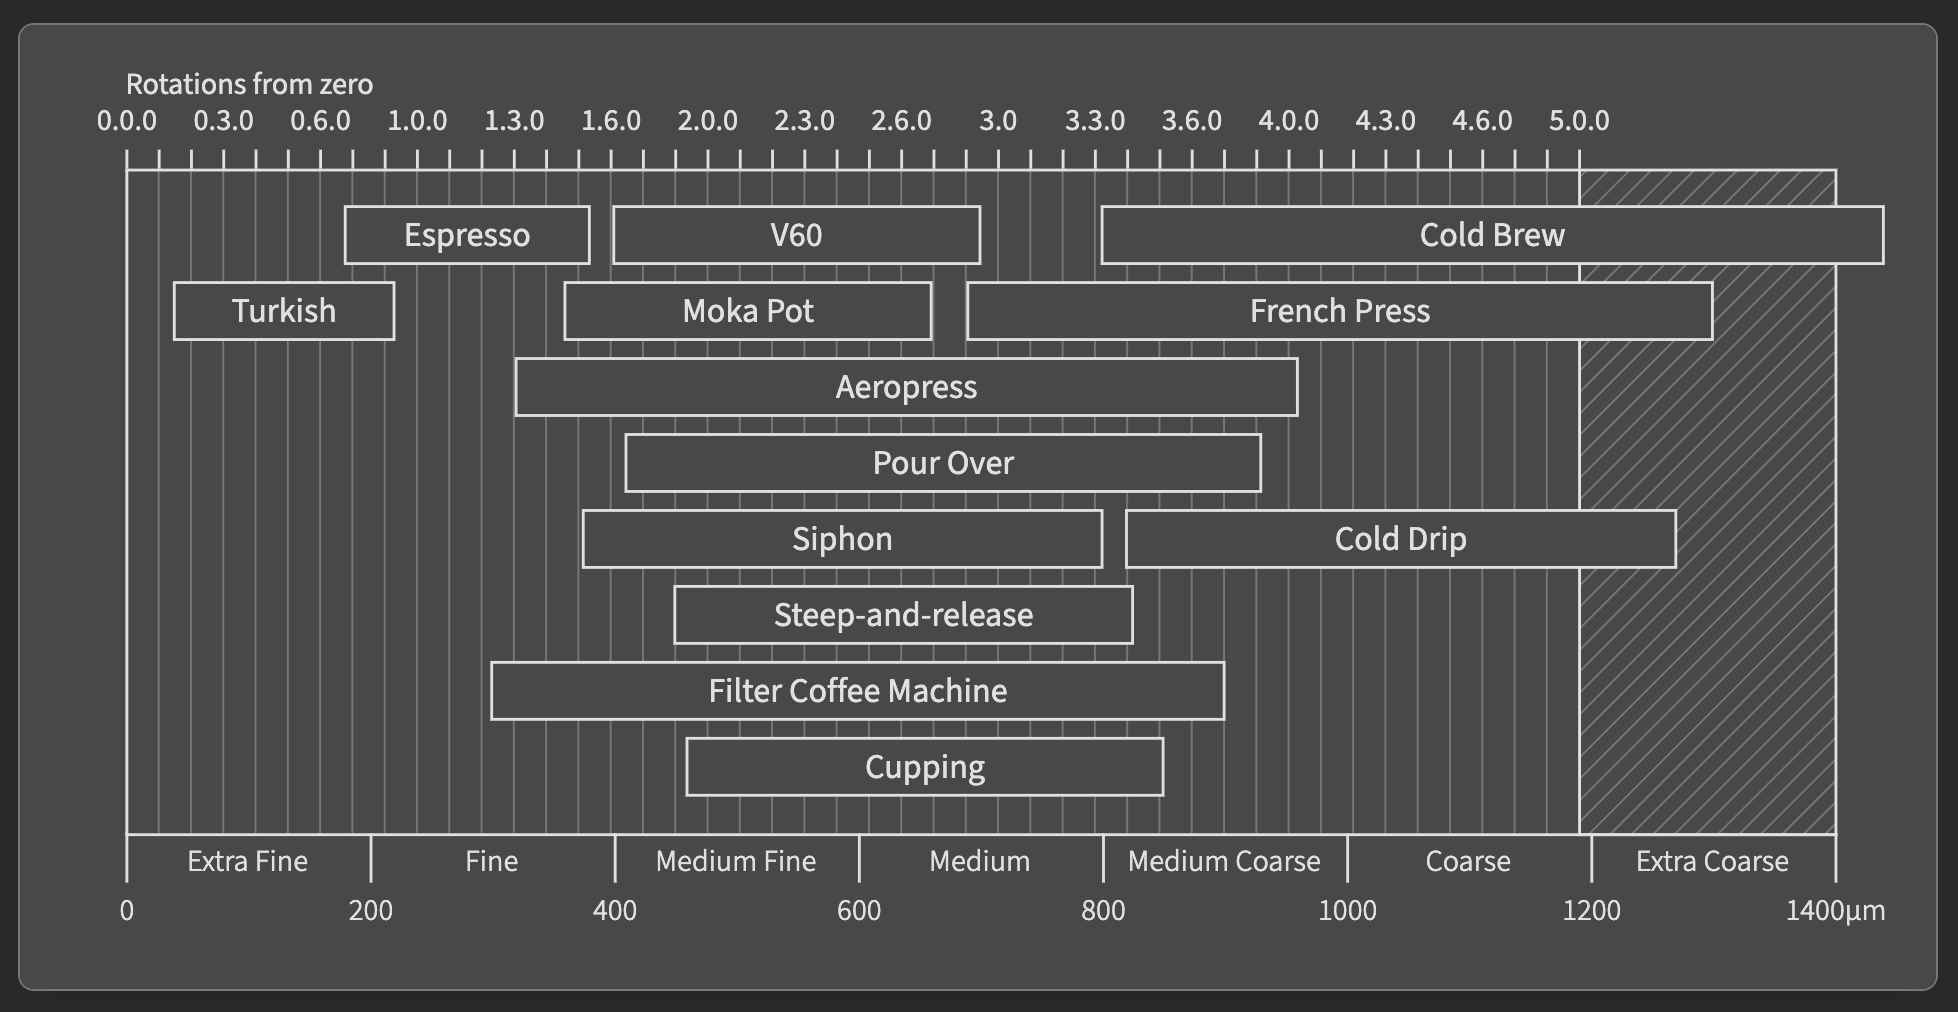 Rotations from zero
0.0.0 0.3.0 0.6.0 1.0.0 1.3.0 1.6.0 2.0.0 2.3.0 2.6.0 3.0 3.3.0 3.6.0 4.0.0 4.3.0 4.6.0 5.0.0
Espresso V60 Cold Brew
Turkish Moka Pot French Press
Aeropress
Pour Over
Siphon Cold Drip
Steep-and-release
Filter Coffee Machine
Cupping
Extra Fine Fine Medium Fine Medium Medium Coarse Coarse Extra Coarse
0 200 400 600 800 1000 1200 1400μm